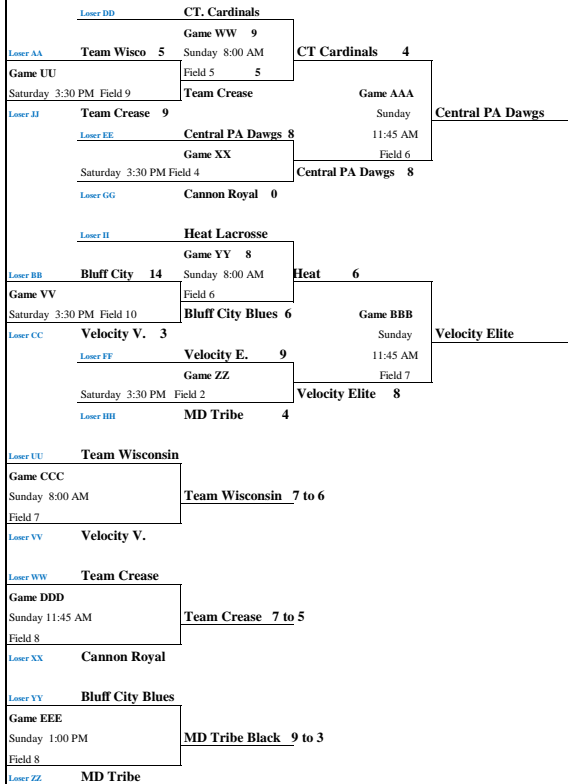 Loser DD CT. Cardinals
Game WW 9
Loser AA Team Wisco 5 Sunday 8:00 AM CT Cardinals 4
Game UU Field 5 5
Saturday 3:30 PM Field 9 Team Crease Game AAA
Loser JJ Team Crease 9 Sunday Central PA Dawgs
Loser EE Central PA Dawgs 8 11:45 AM
Game XX Field 6
Saturday 3:30 PM Field 4 Central PA Dawgs 8
Loser GG Cannon Royal 0
Loser II Heat Lacrosse
Game YY 8
Loser BB Bluff City 14 Sunday 8:00 AM Heat 6
Game VV Field 6
Saturday 3:30 PM Field 10 Bluff City Blues 6 Game BBB
Loser CC Velocity V. 3 Sunday Velocity Elite
Loser FF Velocity E. 9 11:45 AM
Game ZZ Field 7
Saturday 3:30 PM Field 2 Velocity Elite 8
Loser HH MD Tribe 4
Loser UU Team Wisconsin
Game CCC
Sunday 8:00 AM Team Wisconsin 7 to 6
Field 7
Loser VV Velocity V.
Loser WW Team Crease
Game DDD
Sunday 11:45 AM Team Crease 7 to 5
Field 8
Loser XX Cannon Royal
Loser YY Bluff City Blues
Game EEE
Sunday 1:00 PM MD Tribe Black 9 to 3
Field 8
Loser ZZ MD Tribe